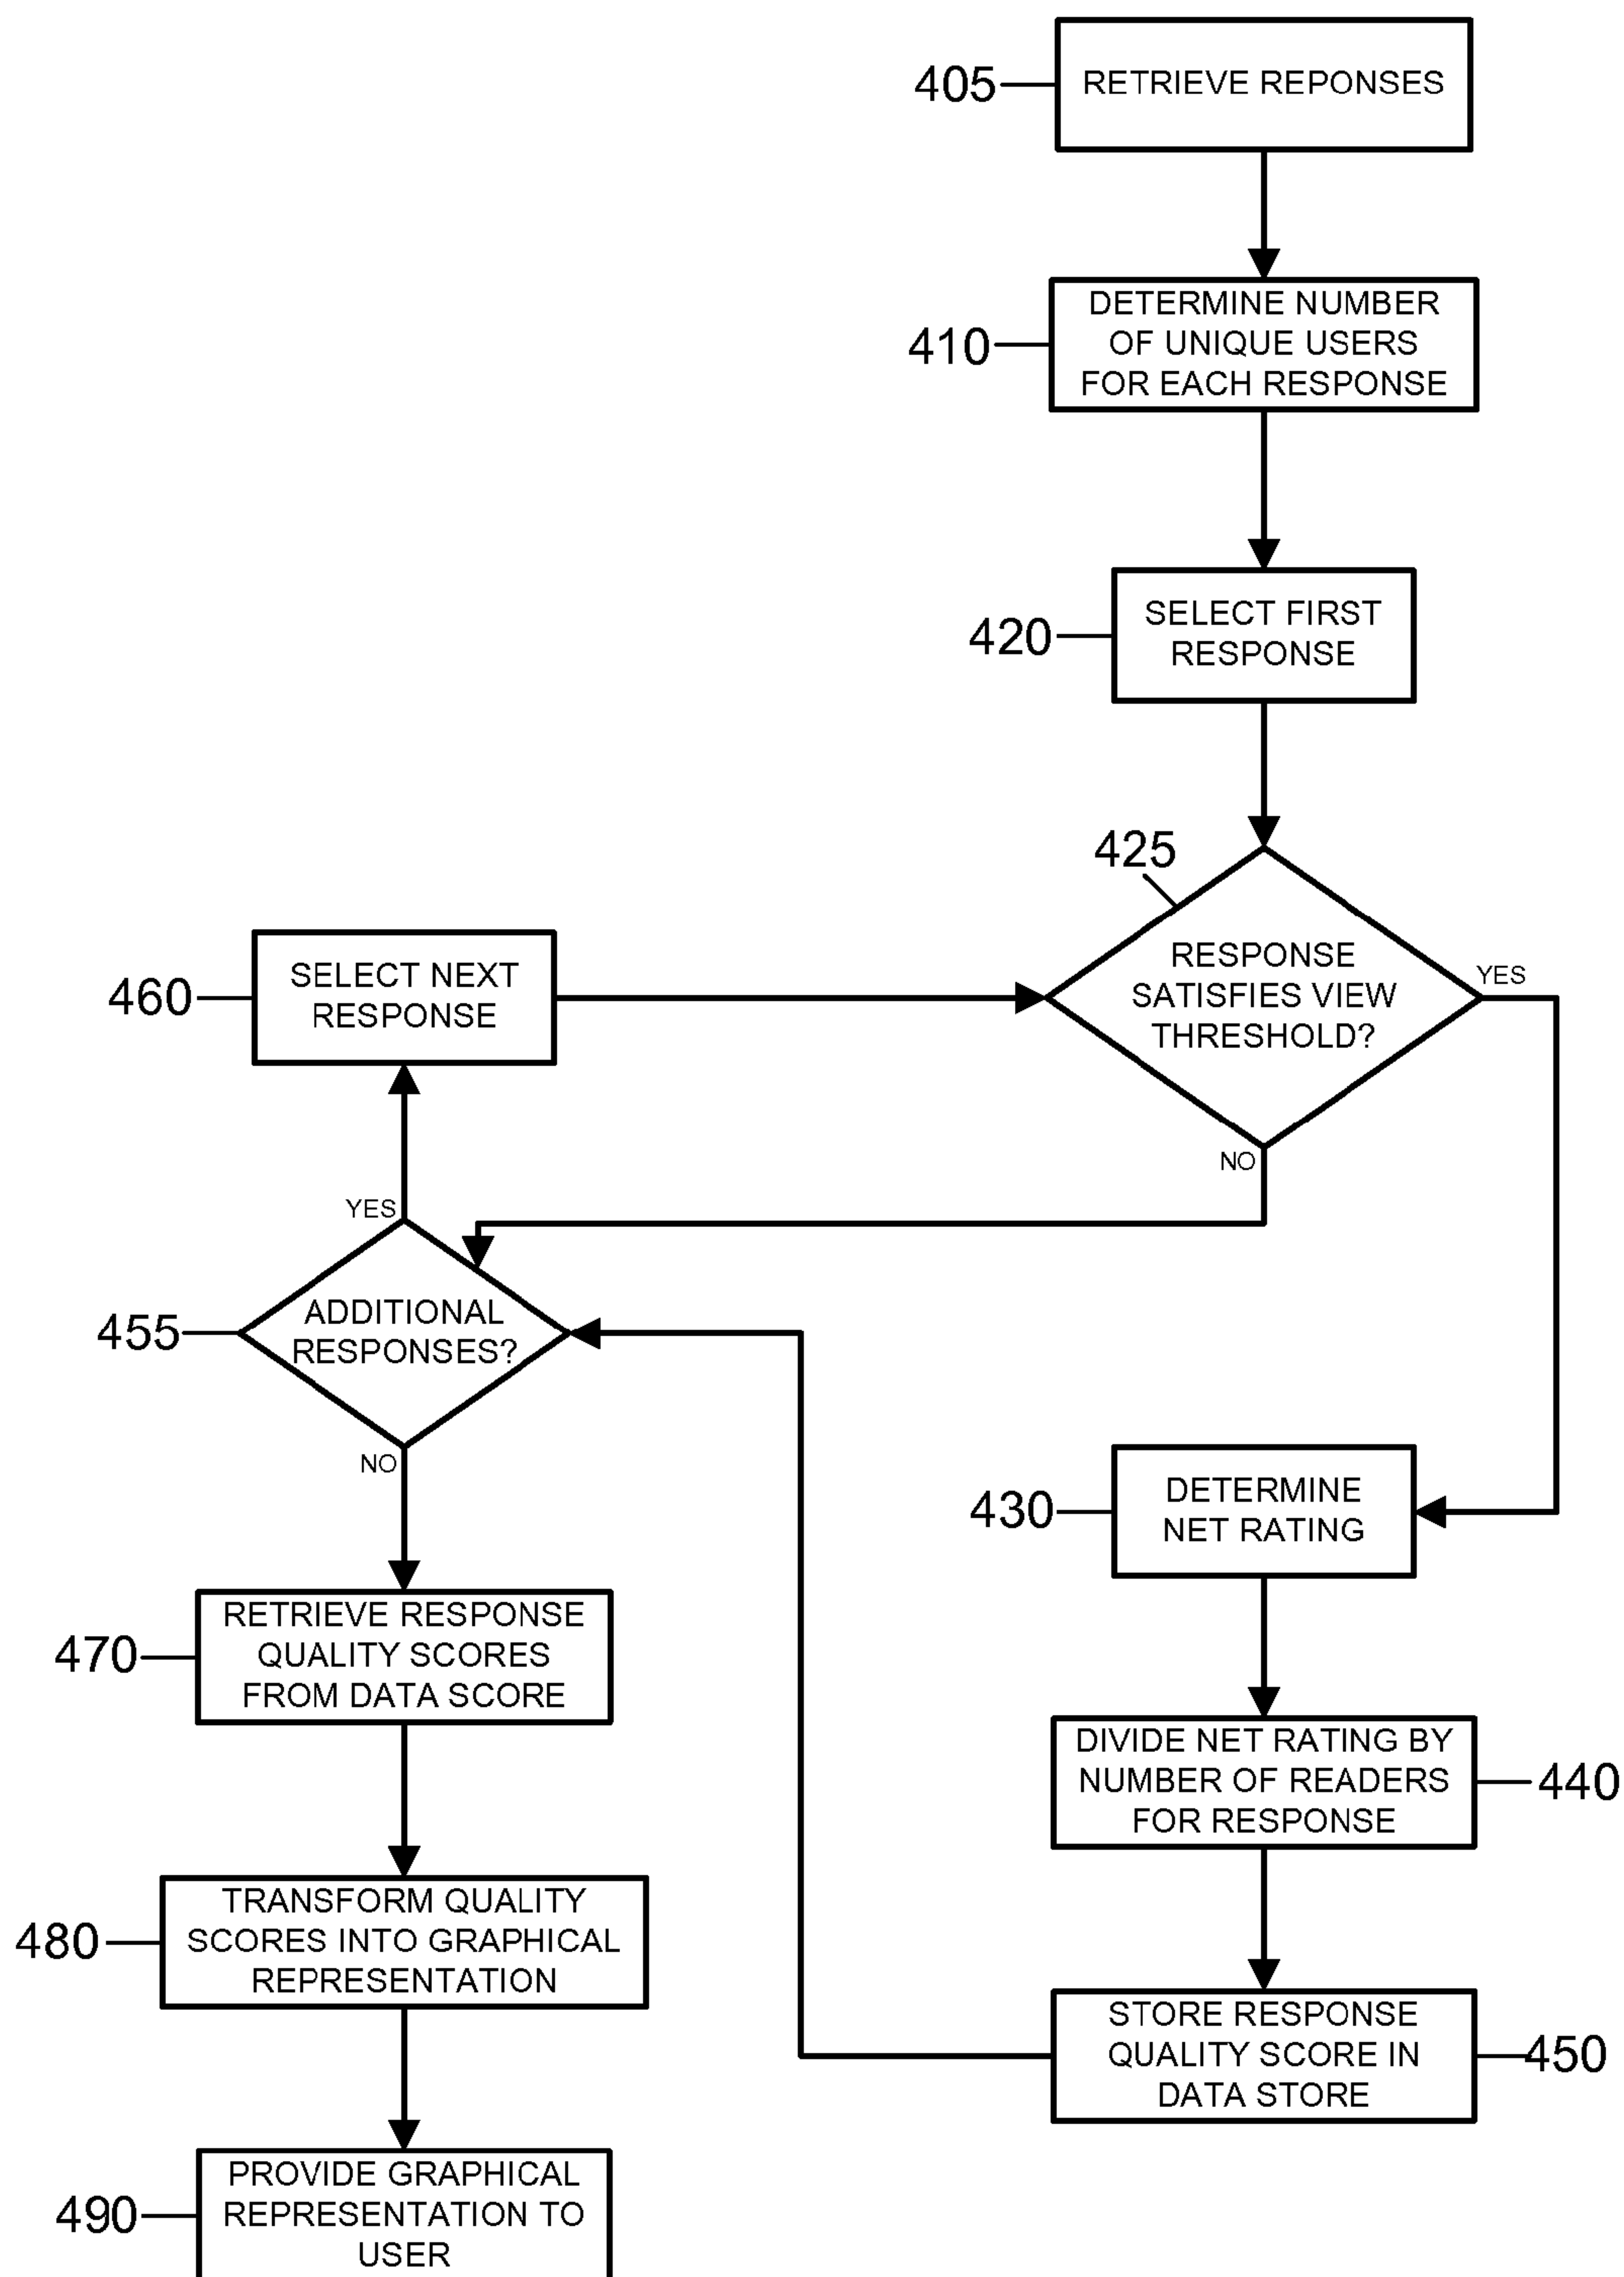 405
RETRIEVE REPONSES
410
DETERMINE NUMBER
OF UNIQUE USERS
FOR EACH RESPONSE
420
SELECT FIRST
RESPONSE
425
RESPONSE
SATISFIES VIEW
THRESHOLD?
YES
NO
460
SELECT NEXT
RESPONSE
YES
455
ADDITIONAL
RESPONSES?
NO
430
DETERMINE
NET RATING
440
DIVIDE NET RATING BY
NUMBER OF READERS
FOR RESPONSE
450
STORE RESPONSE
QUALITY SCORE IN
DATA STORE
470
RETRIEVE RESPONSE
QUALITY SCORES
FROM DATA SCORE
480
TRANSFORM QUALITY
SCORES INTO GRAPHICAL
REPRESENTATION
490
PROVIDE GRAPHICAL
REPRESENTATION TO
USER